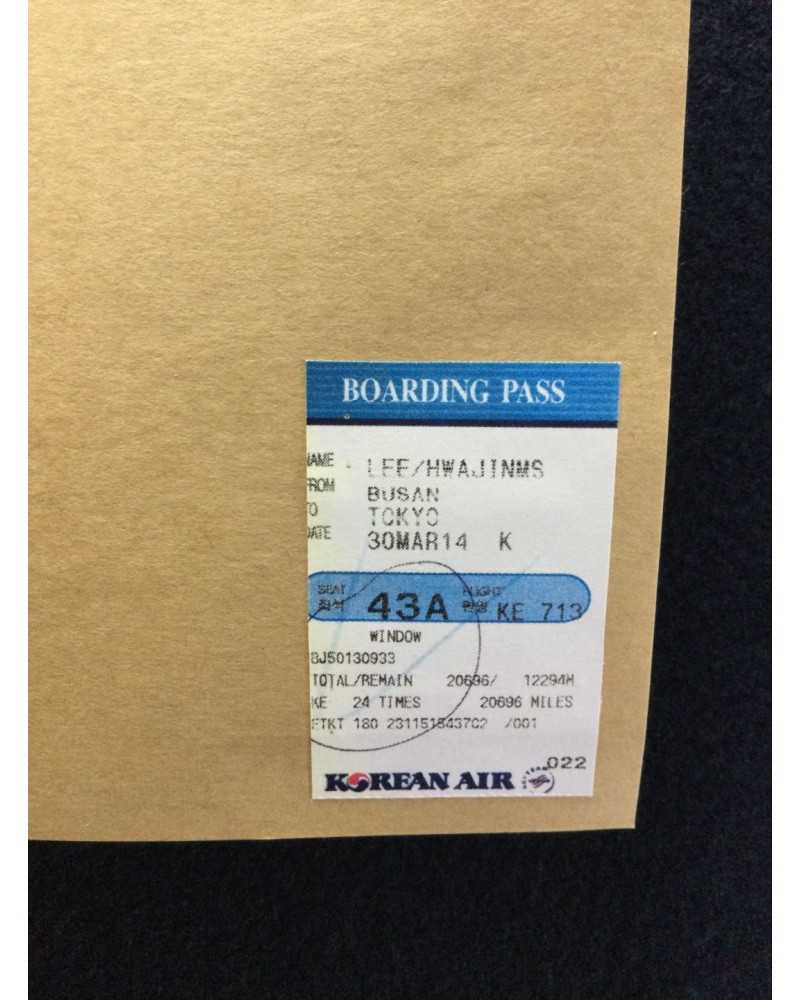 BOARDING PASS
NAME LEE/HWAJINMS
FROM BUSAN
TO TOKYO
DATE 30MAR14 K
SEAT FLIGHT
좌석 43A 편명 KE 713
WINDOW
BJ50130933
TOTAL/REMAIN 20696/ 12294M
KE 24 TIMES 20696 MILES
ETKT 180 231151543702 /001
022
KOREAN AIR